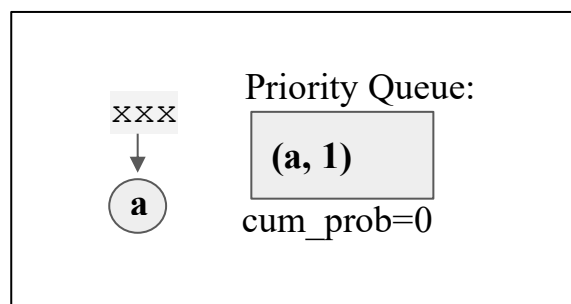 Priority Queue:
xxx
(a, 1)
a
cum_prob=0